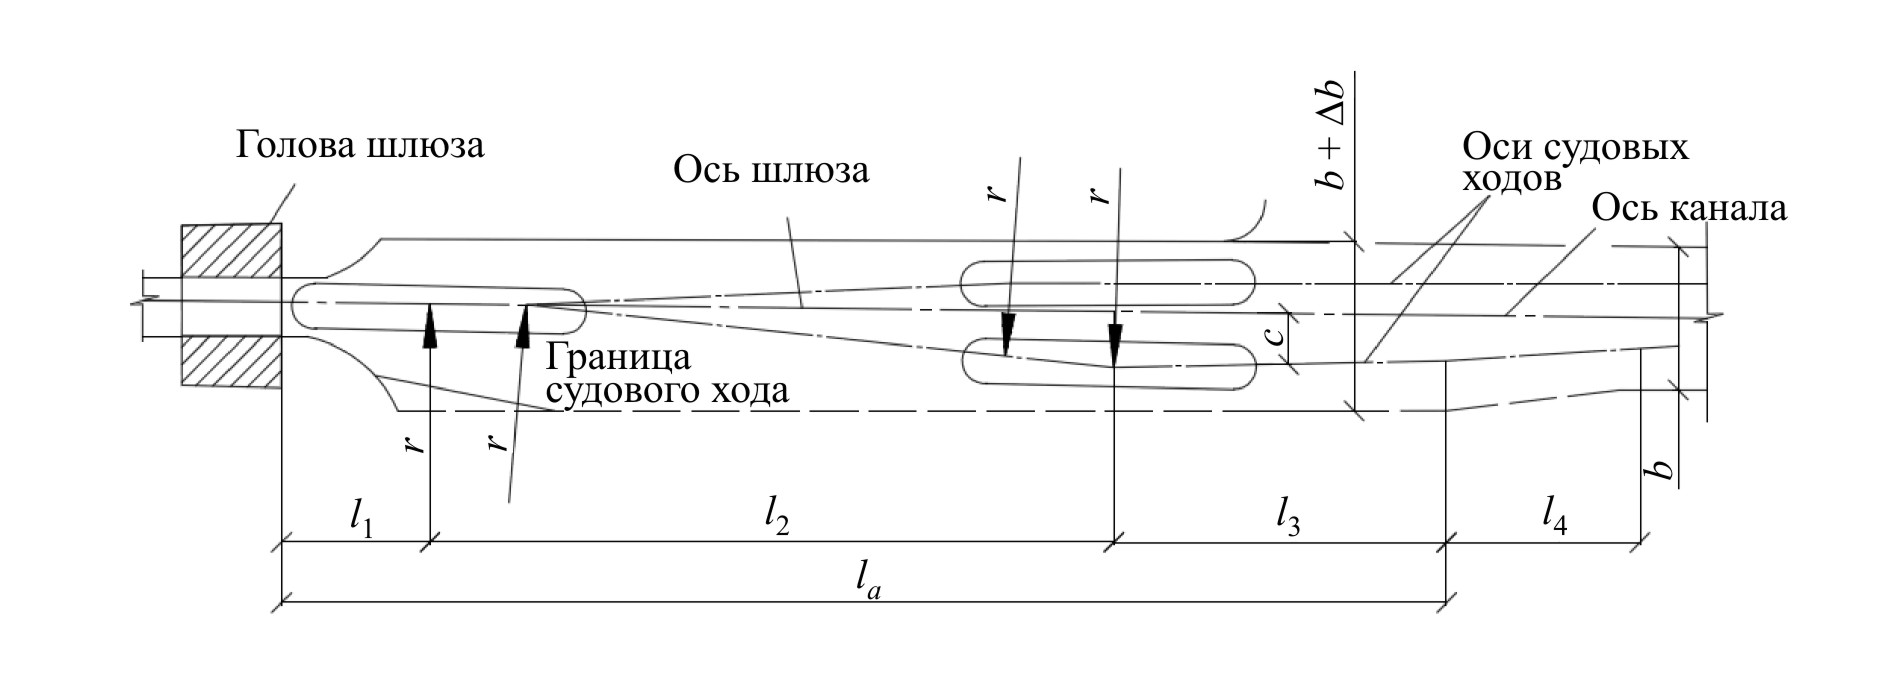 Голова шлюза
Ось шлюза
r
r
b + Δb
Оси судовых
ходов
Ось канала
c
Граница
судового хода
r
r
b
l1
l2
l3
l4
la